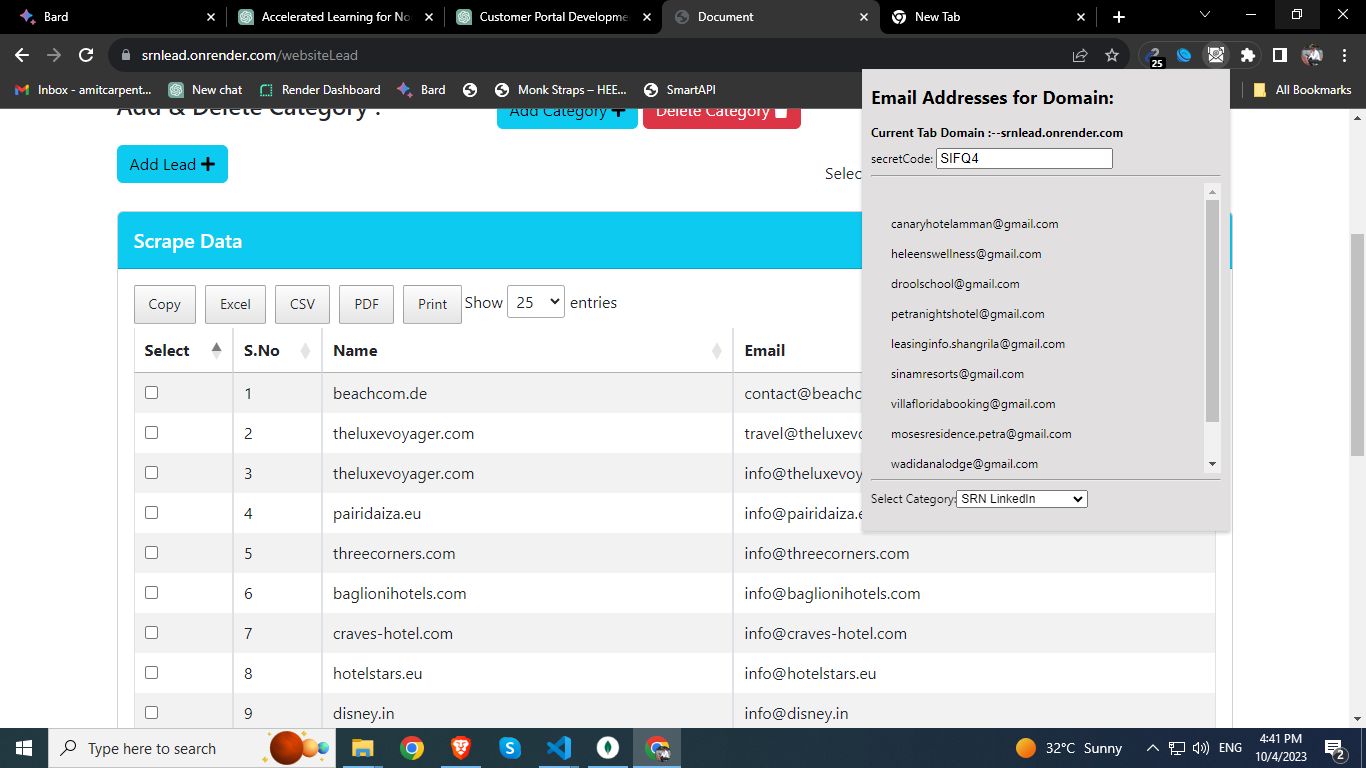 Bard
Accelerated Learning for No
Customer Portal Developme
Document
New Tab
srnlead.onrender.com/websiteLead
25
Inbox - amitcarpent...
New chat
Render Dashboard
Bard
Monk Straps – HEE...
SmartAPI
All Bookmarks
Add & Delete Category :
Add Category
Delete Category
Add Lead
Selec
Scrape Data
Copy
Excel
CSV
PDF
Print
Show 25 entries
Select S.No Name Email
1 beachcom.de contact@beachc
2 theluxevoyager.com travel@theluxevo
3 theluxevoyager.com info@theluxevoy
4 pairidaiza.eu info@pairidaiza.e
5 threecorners.com info@threecorners.com
6 baglionihotels.com info@baglionihotels.com
7 craves-hotel.com info@craves-hotel.com
8 hotelstars.eu info@hotelstars.eu
9 disney.in info@disney.in
Email Addresses for Domain:
Current Tab Domain :--srnlead.onrender.com
secretCode: SIFQ4
canaryhotelamman@gmail.com
heleenswellness@gmail.com
droolschool@gmail.com
petranightshotel@gmail.com
leasinginfo.shangrila@gmail.com
sinamresorts@gmail.com
villafloridabooking@gmail.com
mosesresidence.petra@gmail.com
wadidanalodge@gmail.com
Select Category: SRN LinkedIn
Type here to search
32°C Sunny
ENG
4:41 PM
10/4/2023
2